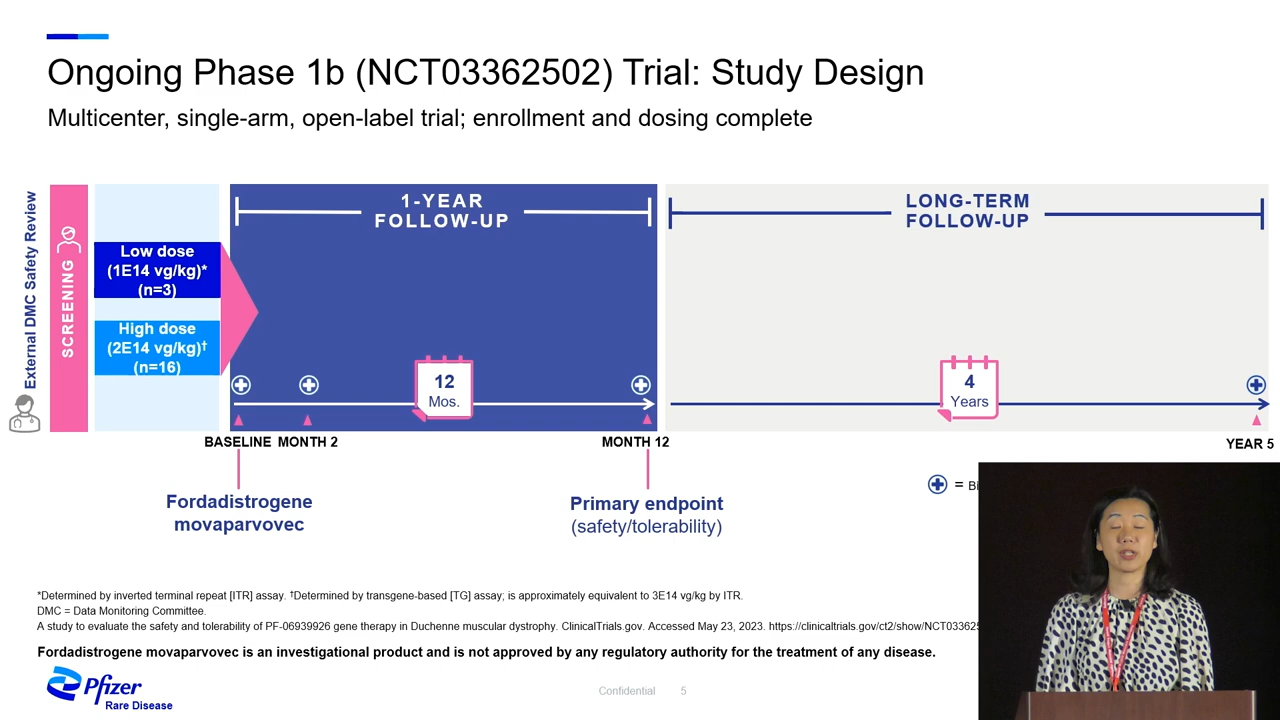 Ongoing Phase 1b (NCT03362502) Trial: Study Design
Multicenter, single-arm, open-label trial; enrollment and dosing complete
External DMC Safety Review
SCREENING
Low dose
(1E14 vg/kg)*
(n=3)
High dose
(2E14 vg/kg)†
(n=16)
1-YEAR
FOLLOW-UP
LONG-TERM
FOLLOW-UP
12
Mos.
4
Years
BASELINE MONTH 2
MONTH 12
YEAR 5
Fordadistrogene
movaparvovec
Primary endpoint
(safety/tolerability)
=
*Determined by inverted terminal repeat [ITR] assay. †Determined by transgene-based [TG] assay; is approximately equivalent to 3E14 vg/kg by ITR.
DMC = Data Monitoring Committee.
A study to evaluate the safety and tolerability of PF-06939926 gene therapy in Duchenne muscular dystrophy. ClinicalTrials.gov. Accessed May 23, 2023. https://clinicaltrials.gov/ct2/show/NCT03362
Fordadistrogene movaparvovec is an investigational product and is not approved by any regulatory authority for the treatment of any disease.
Pfizer
Rare Disease
Confidential 5